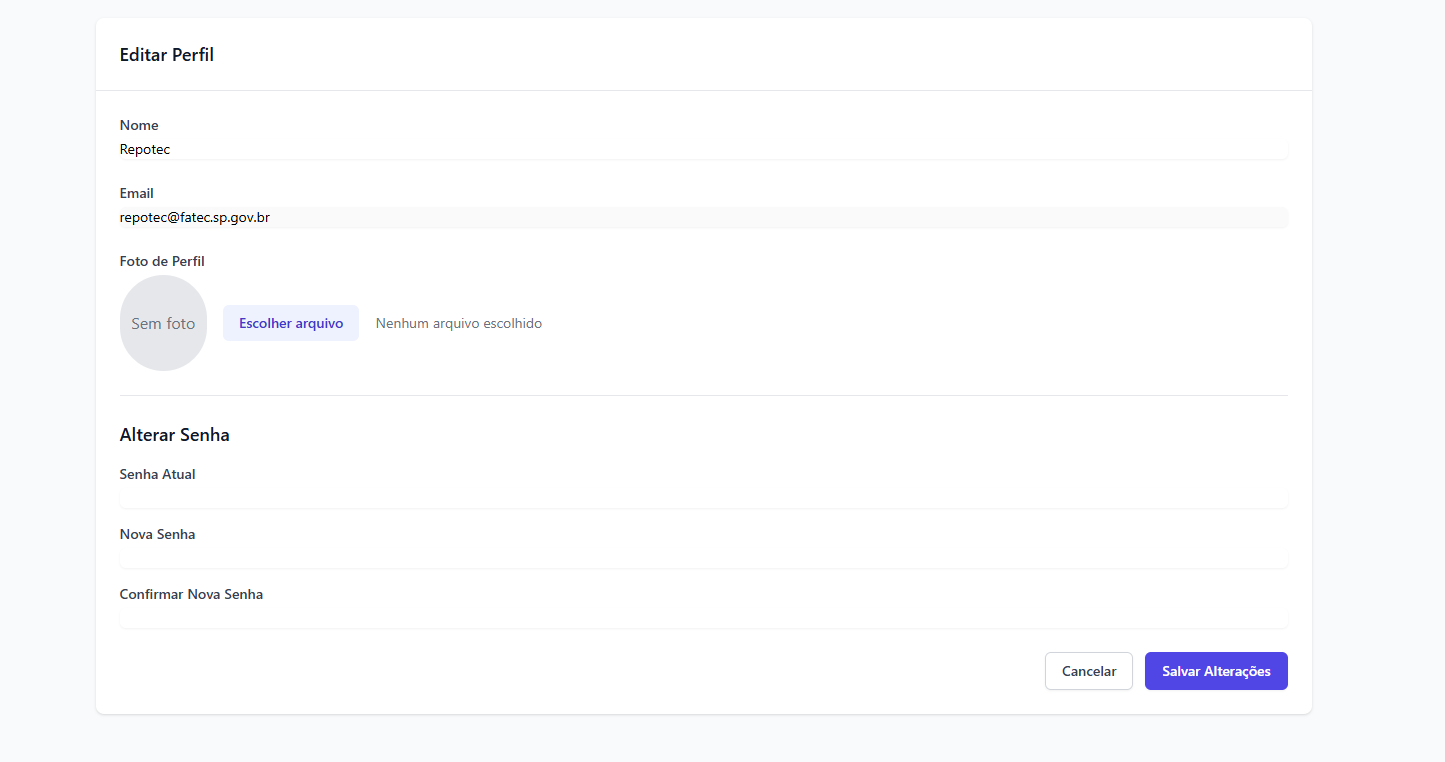 Editar Perfil
Nome
Repotec
Email
repotec@fatec.sp.gov.br
Foto de Perfil
Sem foto
Escolher arquivo
Nenhum arquivo escolhido
Alterar Senha
Senha Atual
Nova Senha
Confirmar Nova Senha
Cancelar
Salvar Alterações